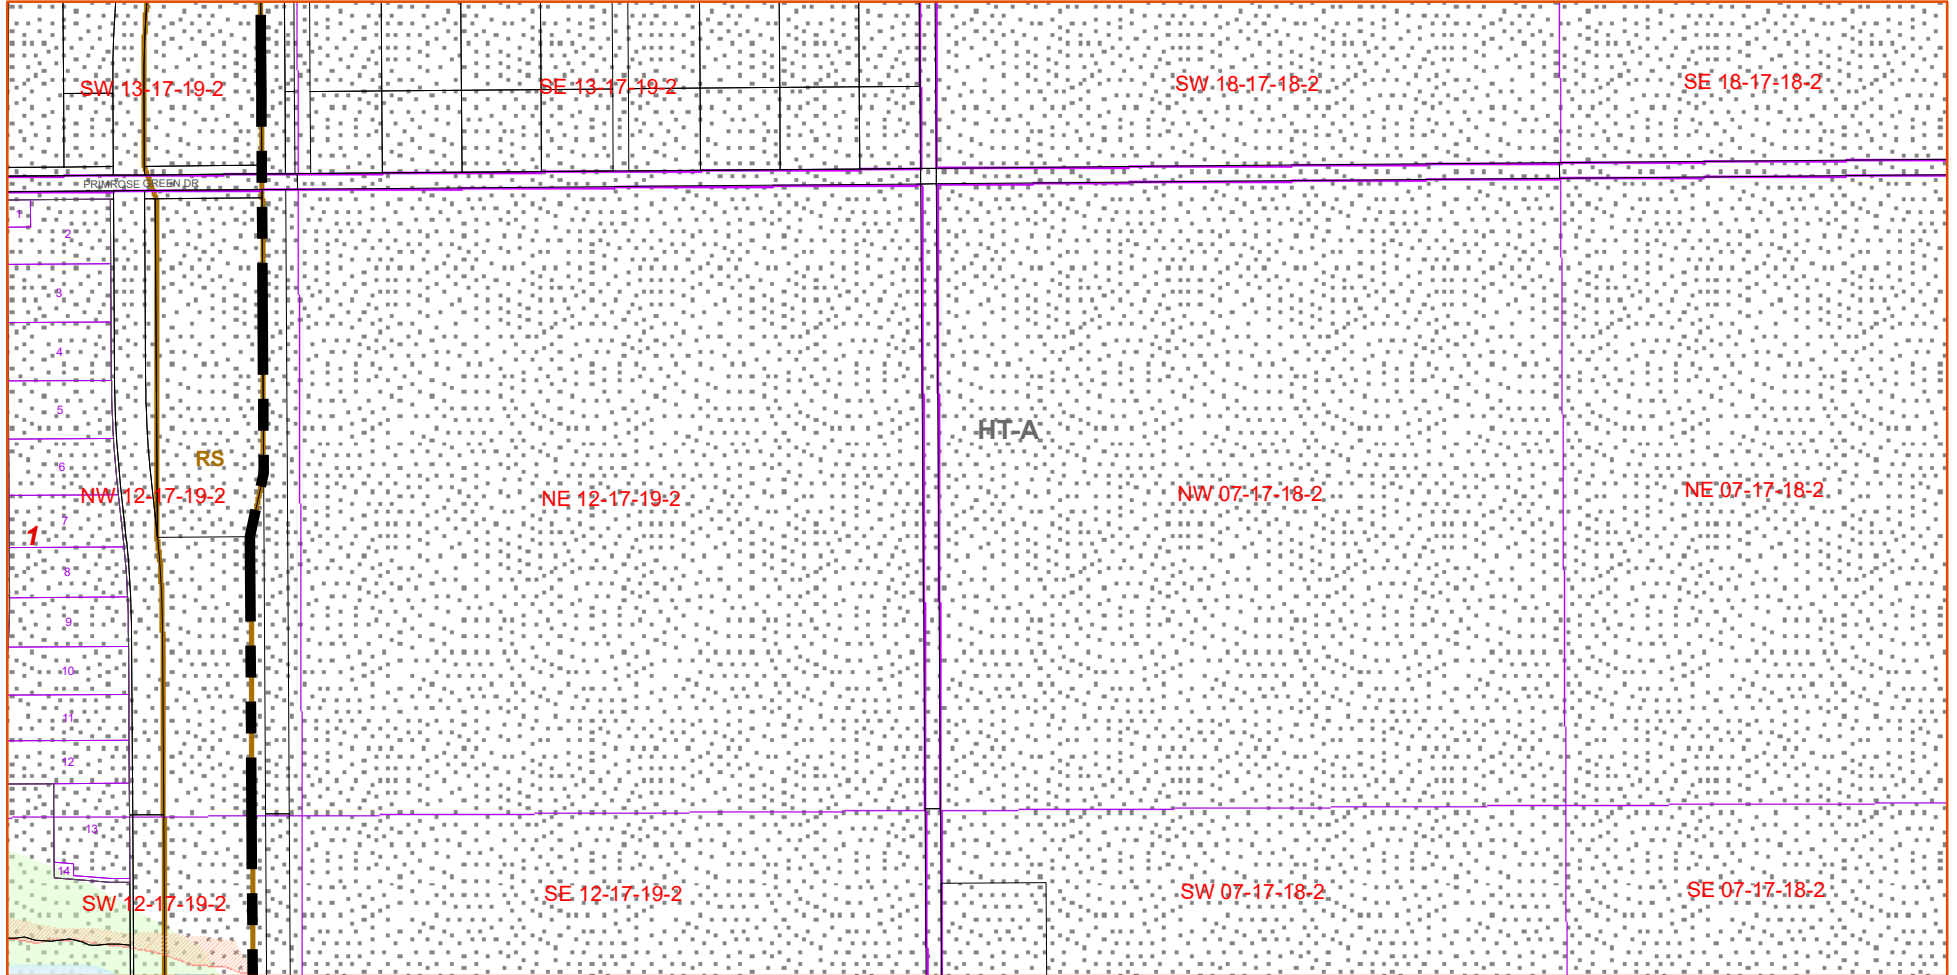 SW 13-17-19-2
SE 13-17-19-2
SW 18-17-18-2
SE 18-17-18-2
PRIMROSE GREEN DR
1
2
3
4
5
6
7
8
9
10
11
12
13
14
HT-A
RS
NW 12-17-19-2
NE 12-17-19-2
NW 07-17-18-2
NE 07-17-18-2
1
SW 12-17-19-2
SE 12-17-19-2
SW 07-17-18-2
SE 07-17-18-2